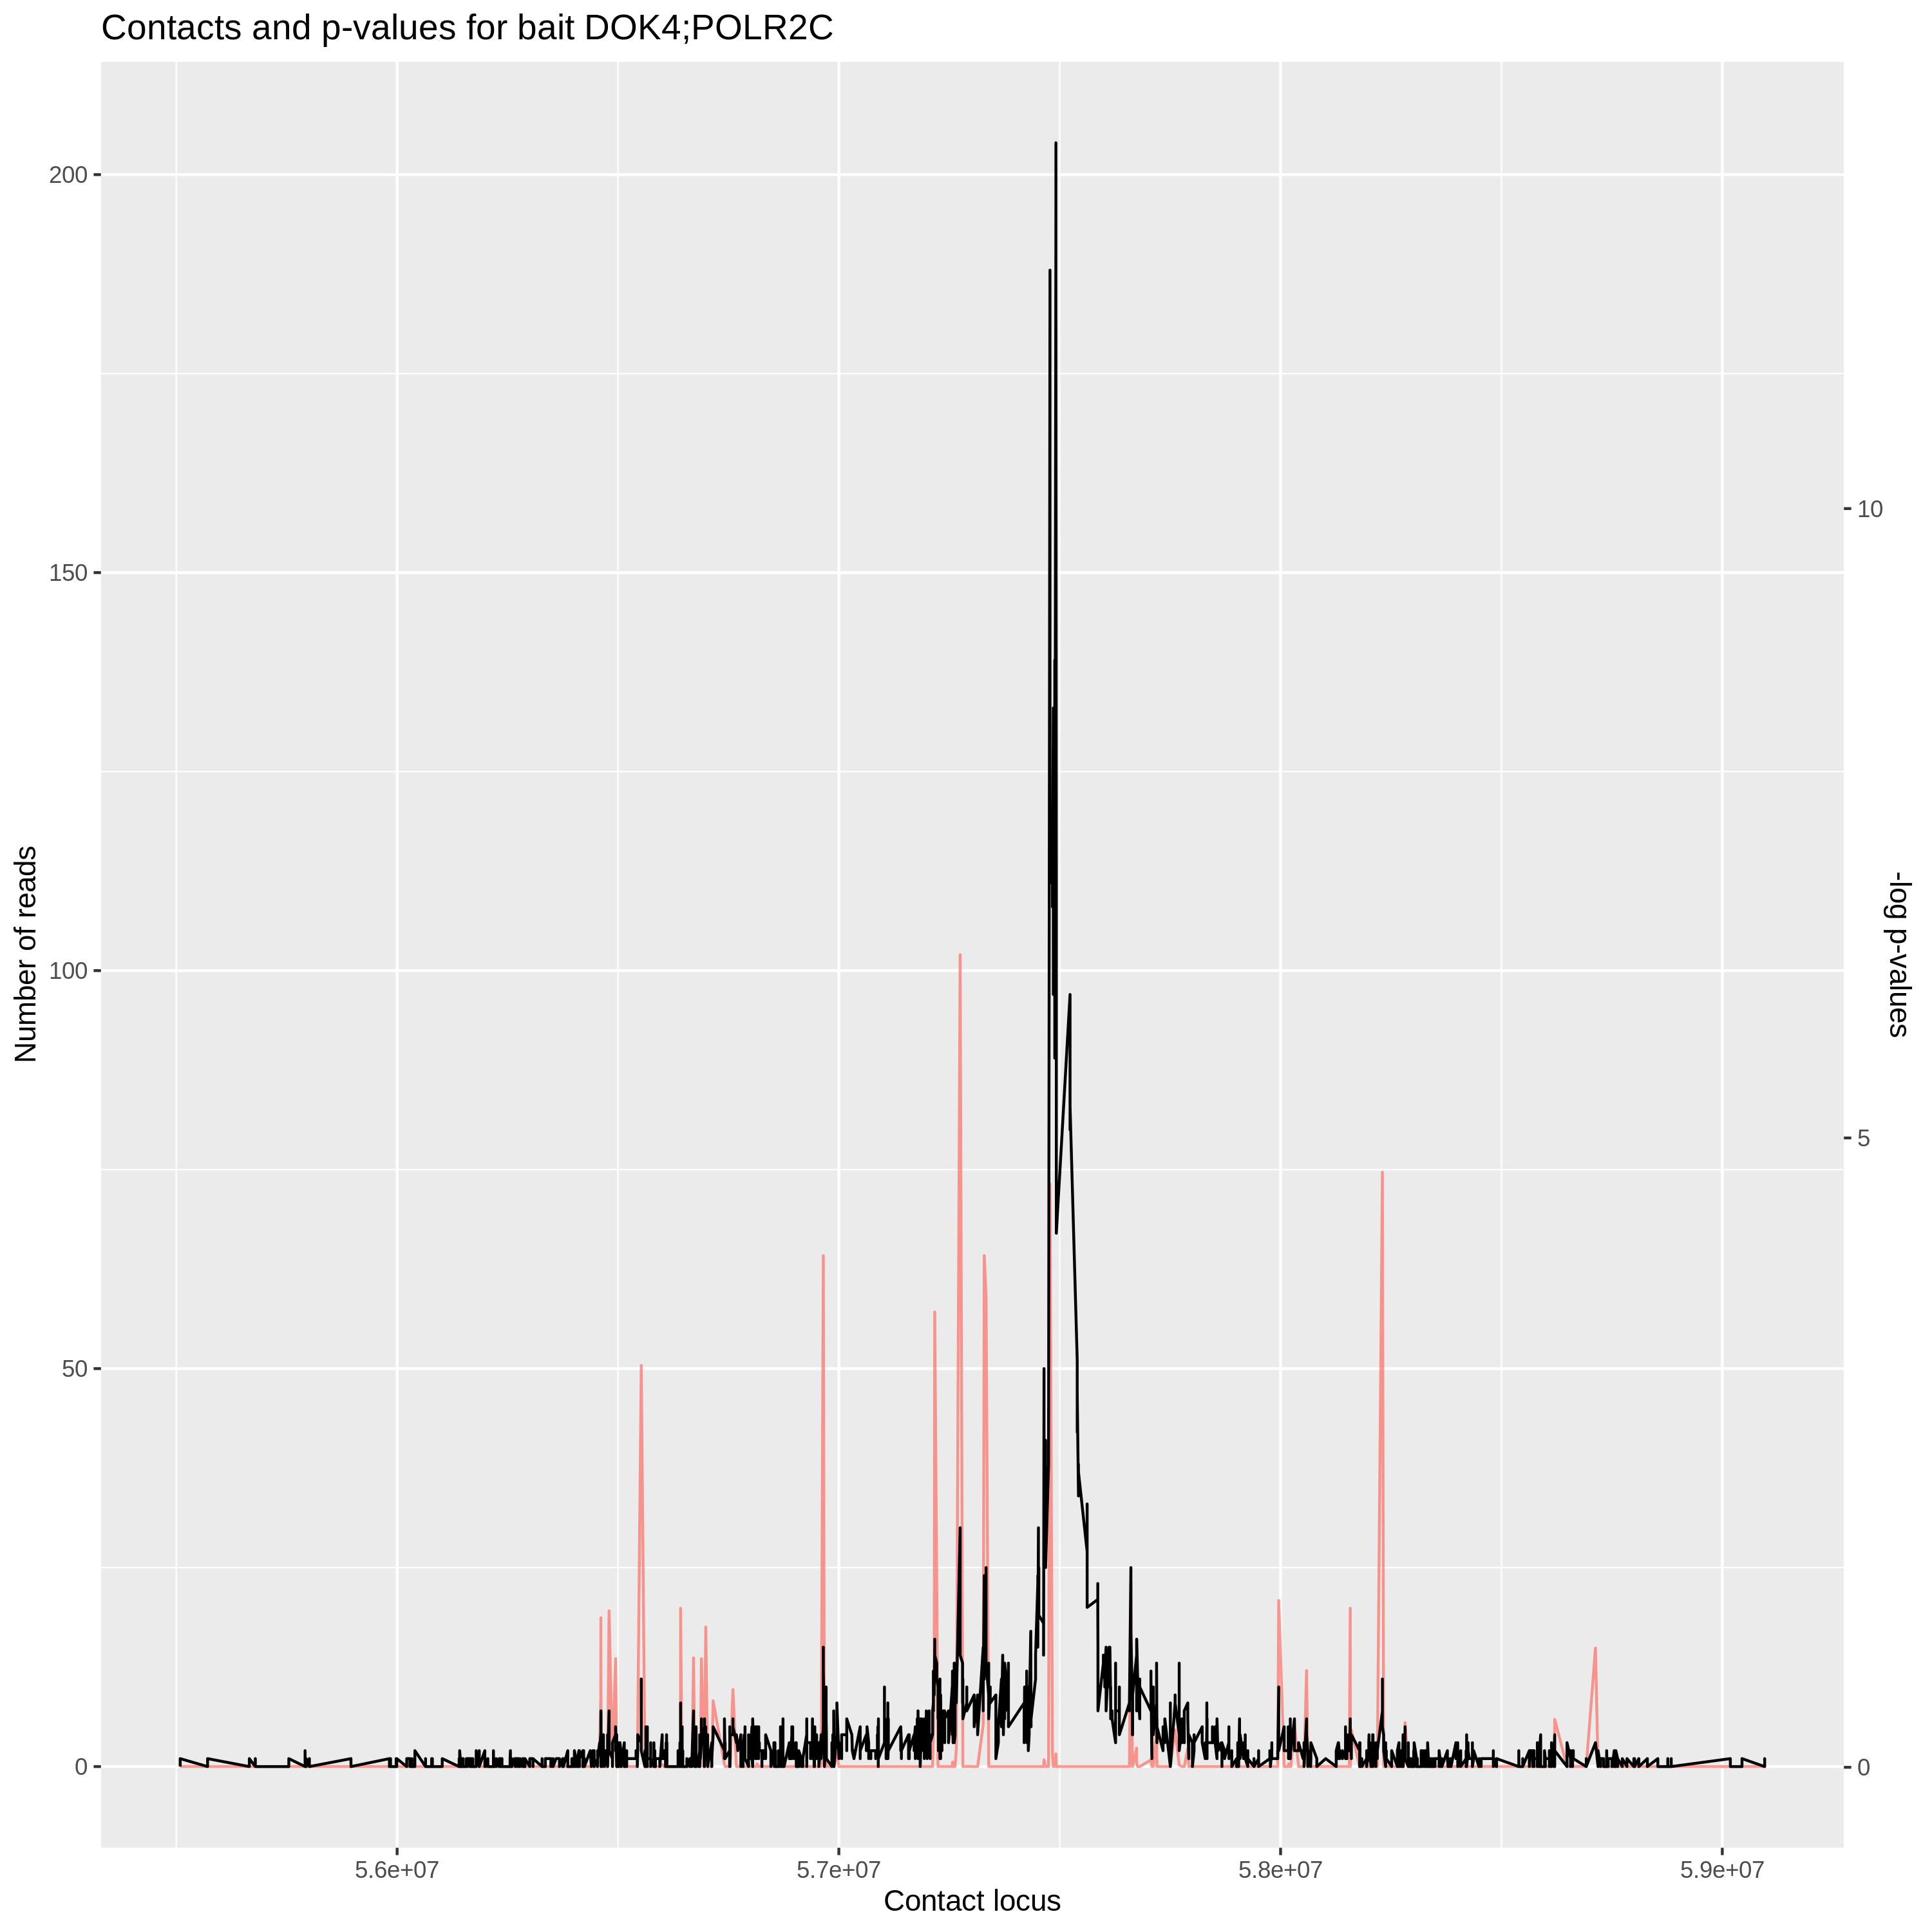 Contacts and p-values for bait DOK4;POLR2C
200
150
100
50
0
Number of reads
10
5
0
-log p-values
5.6e+07
5.7e+07
5.8e+07
5.9e+07
Contact locus